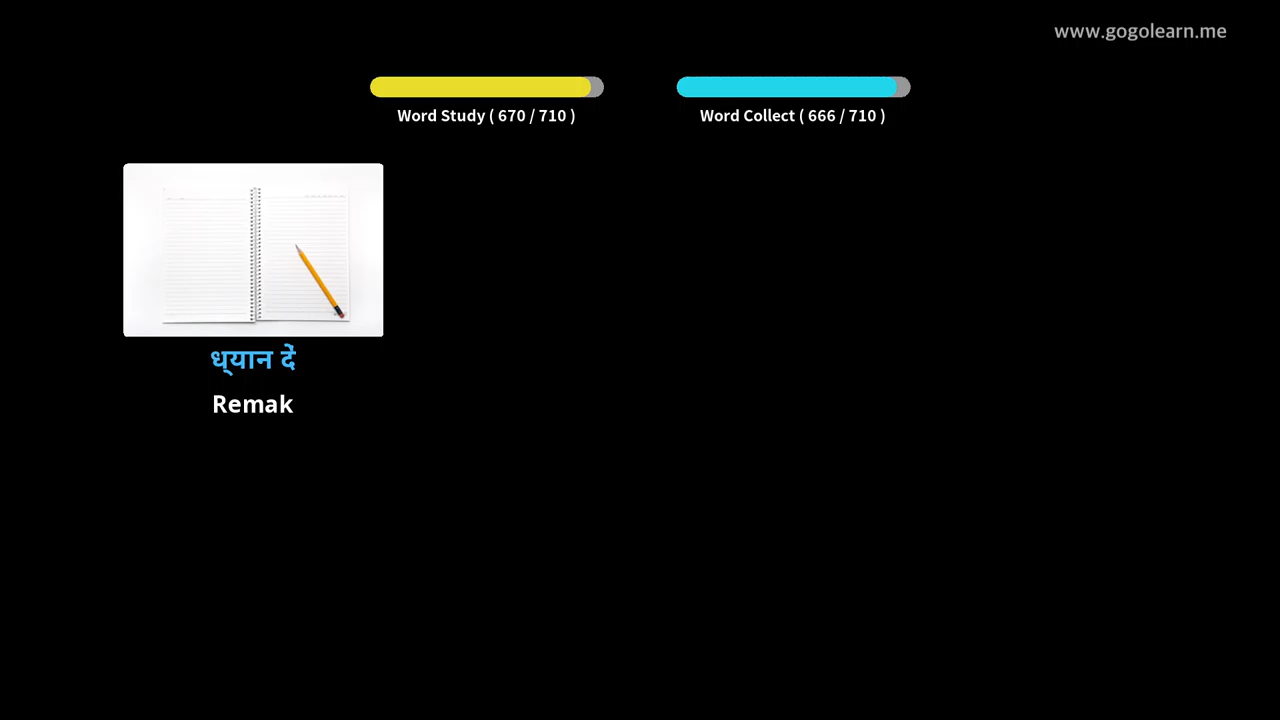 www.gogolearn.me
Word Study ( 670 / 710 )
Word Collect ( 666 / 710 )
ध्यान दें
Remak